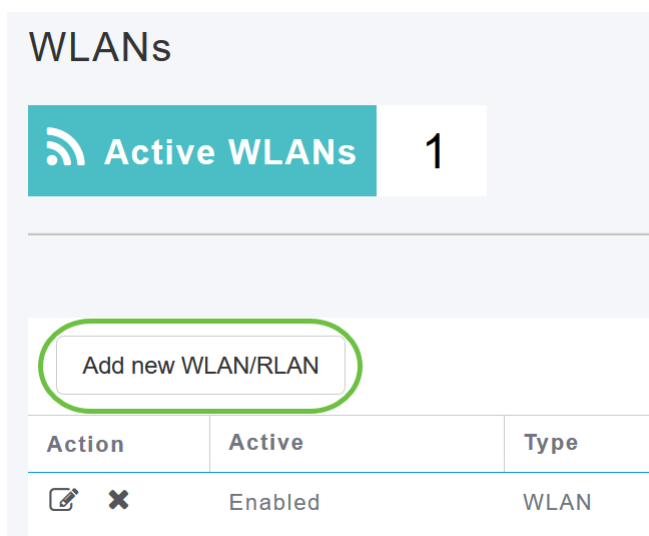 WLANs
Active WLANs 1
Add new WLAN/RLAN
Action Active Type
Enabled WLAN